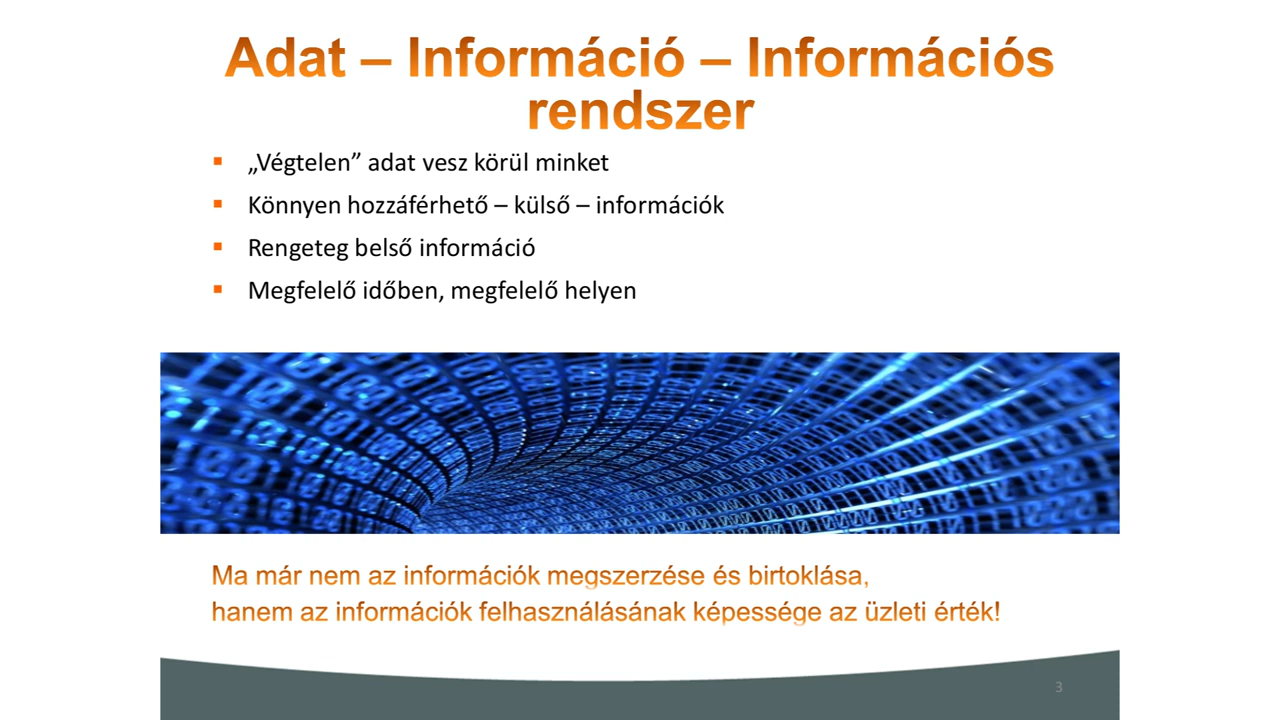 Adat – Információ – Információs
rendszer
„Végtelen” adat vesz körül minket
Könnyen hozzáférhető – külső – információk
Rengeteg belső információ
Megfelelő időben, megfelelő helyen
Ma már nem az információk megszerzése és birtoklása,
hanem az információk felhasználásának képessége az üzleti érték!
3